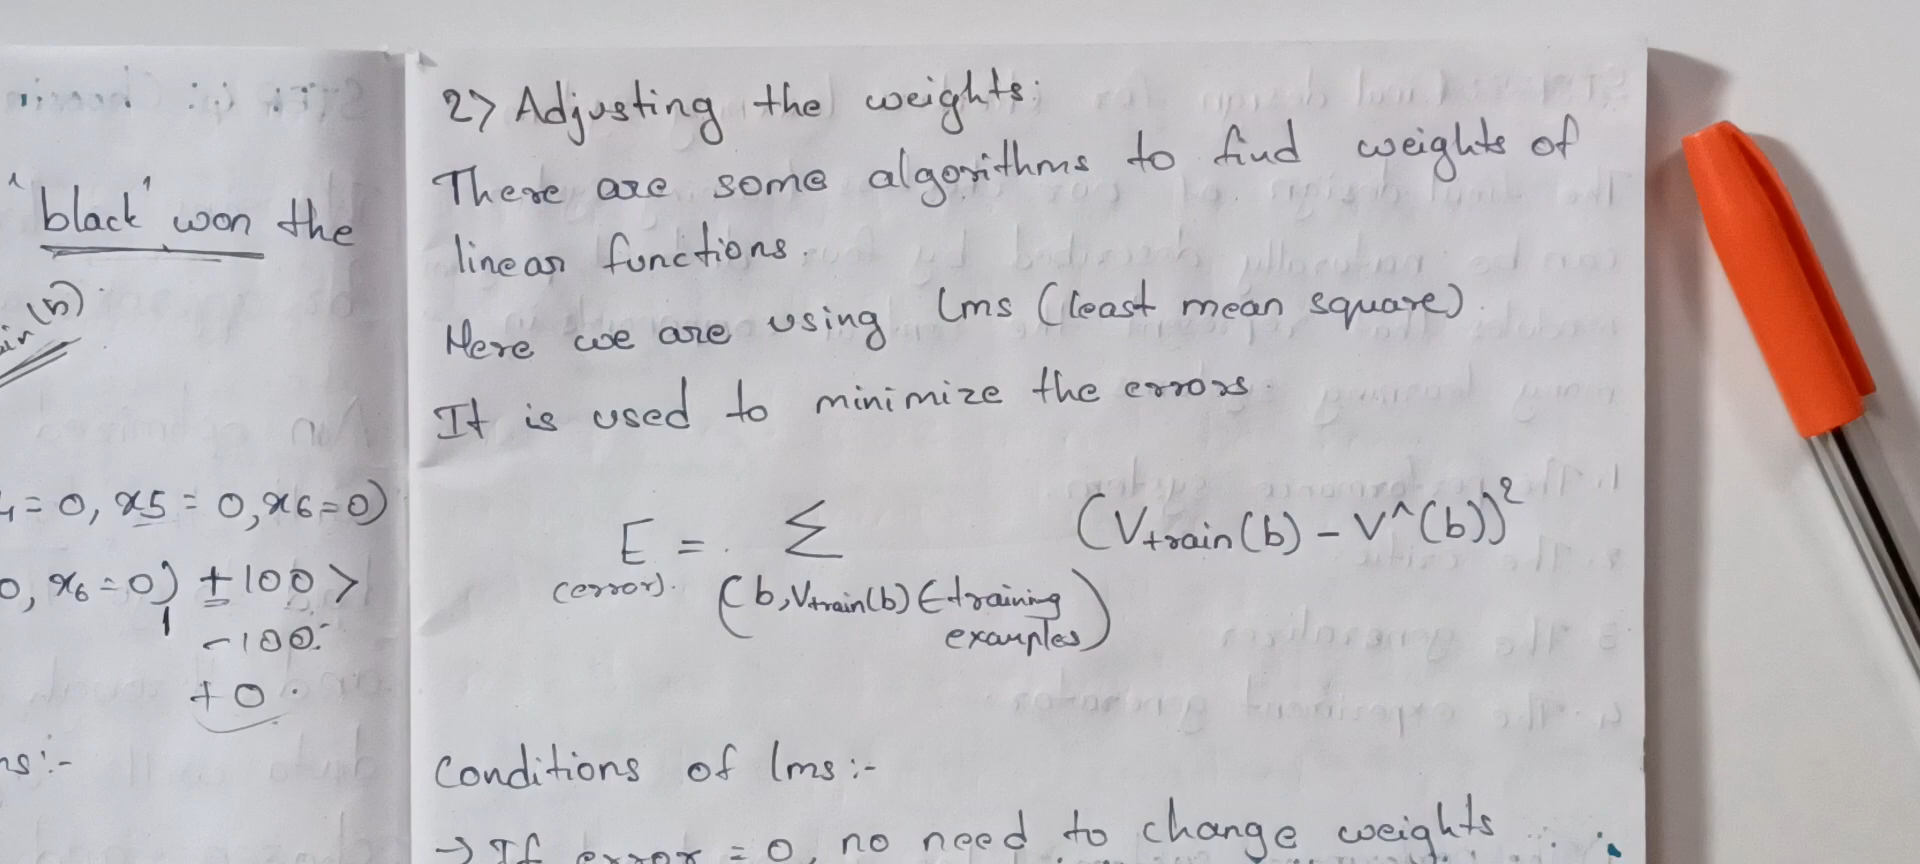 'black' won the
in(b)
4=0, x5=0, x6=0)
0, x6=0) ±100>
-100.
+0.
ns:-
2> Adjusting the weights:
There are some algorithms to find weights of
linear functions.
Here we are using lms (least mean square)
It is used to minimize the errors.
E = Σ (Vtrain(b) - V^(b))²
(error). (b, Vtrain(b) ∈ training
examples)
Conditions of lms:-
→ If error = 0, no need to change weights